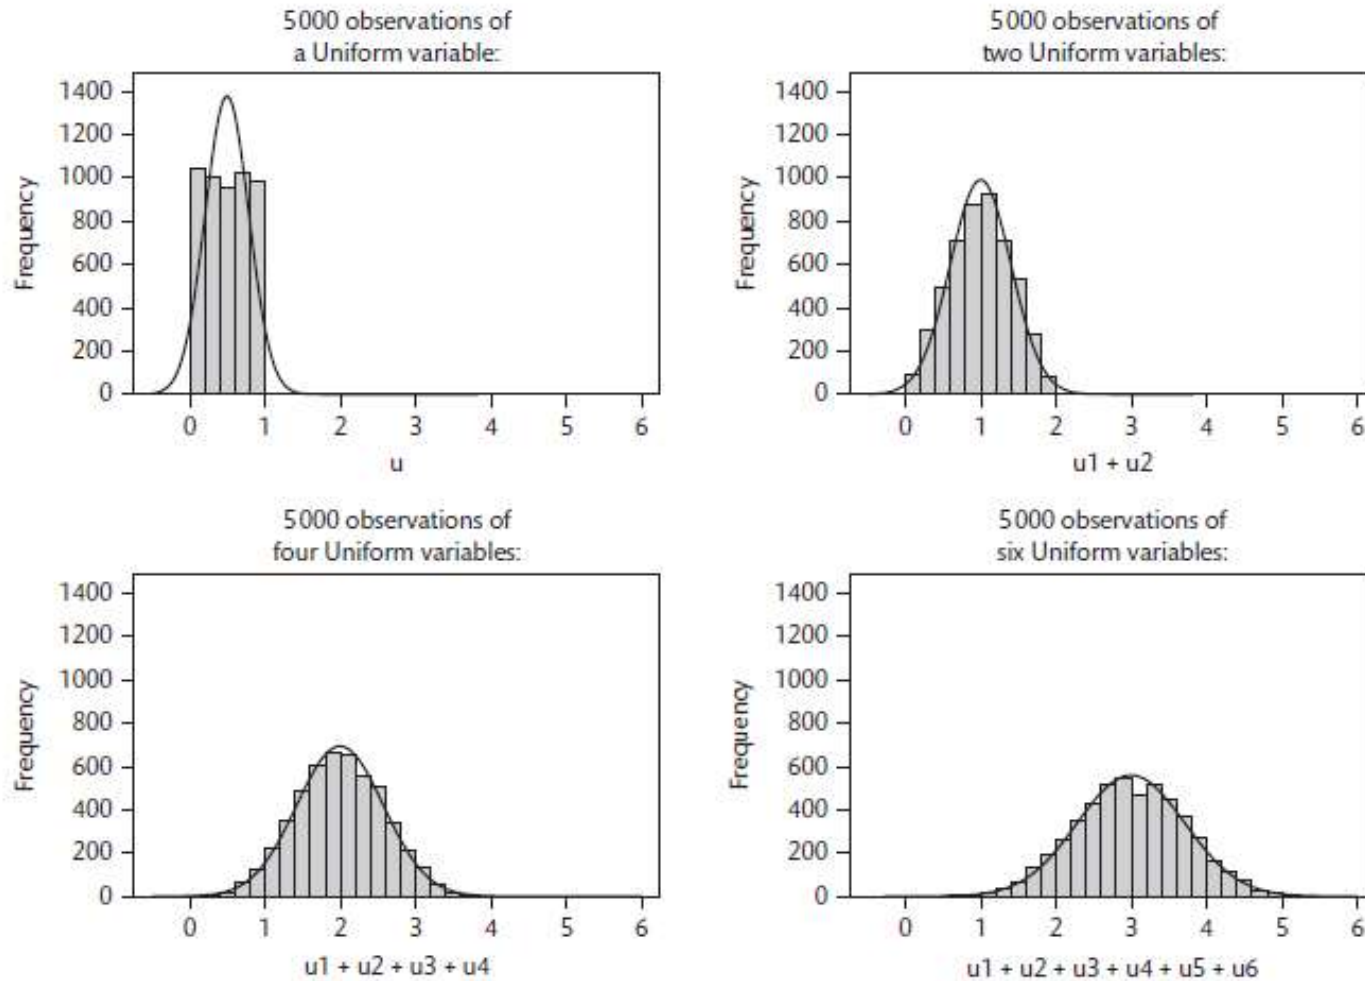 5000 observations of
a Uniform variable:
1400
1200
1000
800
600
400
200
0
Frequency
0 1 2 3 4 5 6
u
5000 observations of
two Uniform variables:
1400
1200
1000
800
600
400
200
0
Frequency
0 1 2 3 4 5 6
u1 + u2
5000 observations of
four Uniform variables:
1400
1200
1000
800
600
400
200
0
Frequency
0 1 2 3 4 5 6
u1 + u2 + u3 + u4
5000 observations of
six Uniform variables:
1400
1200
1000
800
600
400
200
0
Frequency
0 1 2 3 4 5 6
u1 + u2 + u3 + u4 + u5 + u6